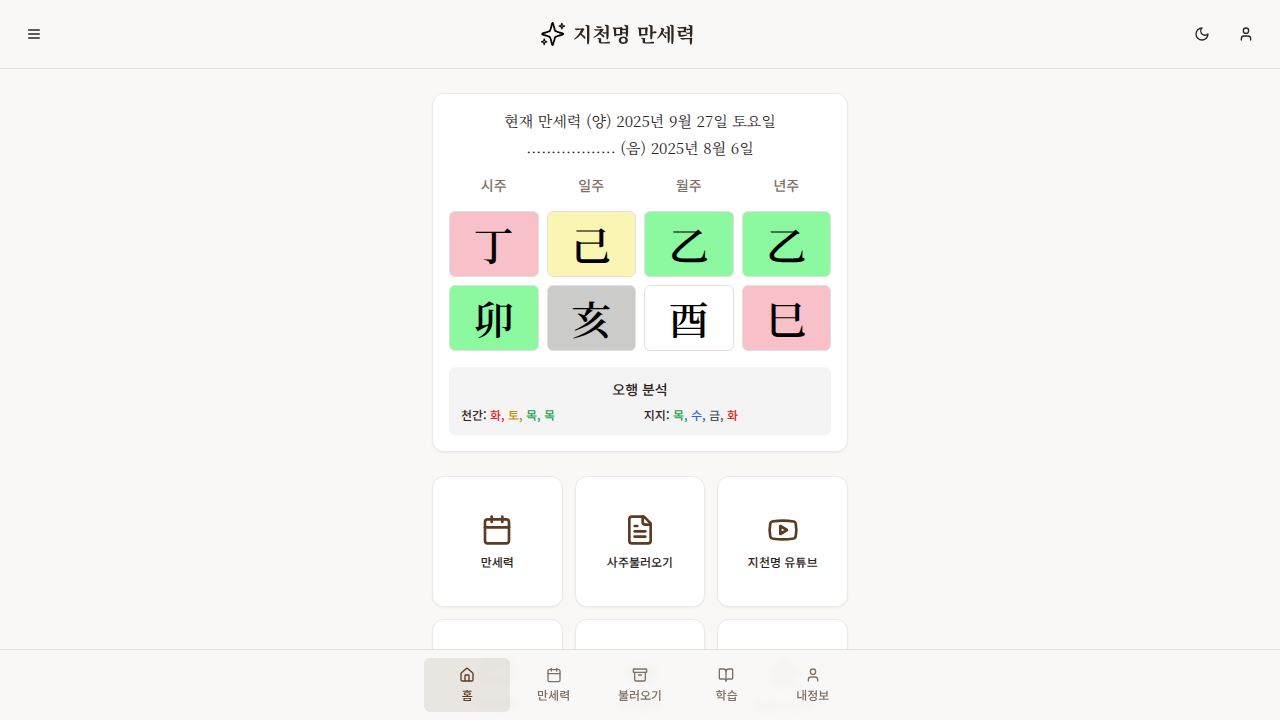 지천명 만세력
현재 만세력 (양) 2025년 9월 27일 토요일
.................. (음) 2025년 8월 6일
시주 일주 월주 년주
丁 己 乙 乙
卯 亥 酉 巳
오행 분석
천간: 화, 토, 목, 목 지지: 목, 수, 금, 화
만세력 사주불러오기 지천명 유튜브
홈 만세력 불러오기 학습 내정보